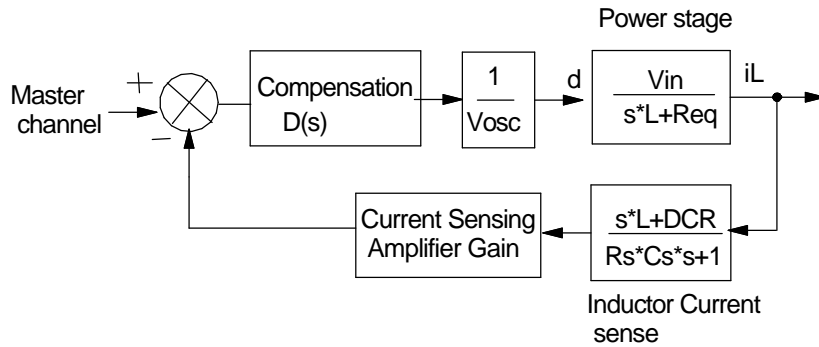 Power stage
+
Master
channel
−
Compensation
D(s)
1
Vosc
d
Vin
s*L+Req
iL
Current Sensing
Amplifier Gain
s*L+DCR
Rs*Cs*s+1
Inductor Current
sense